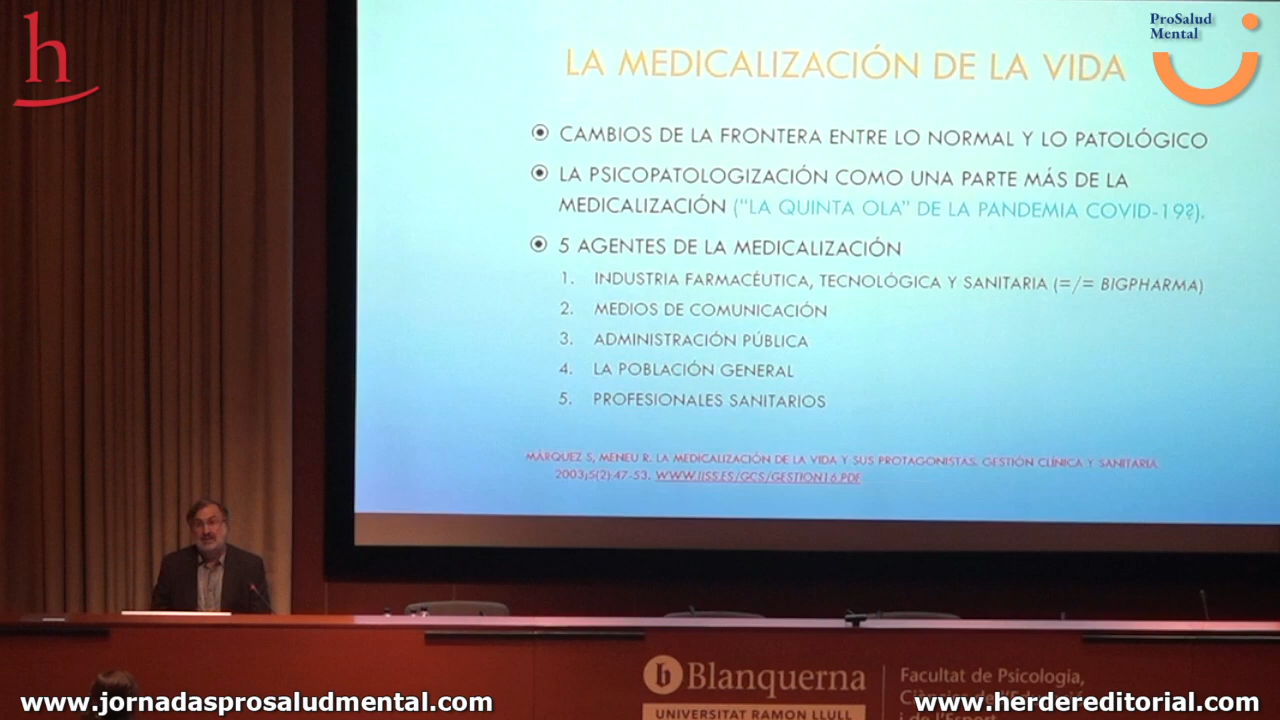 h
ProSalud
Mental
LA MEDICALIZACIÓN DE LA VIDA
CAMBIOS DE LA FRONTERA ENTRE LO NORMAL Y LO PATOLÓGICO
LA PSICOPATOLOGIZACIÓN COMO UNA PARTE MÁS DE LA
MEDICALIZACIÓN (“LA QUINTA OLA” DE LA PANDEMIA COVID-19?).
5 AGENTES DE LA MEDICALIZACIÓN
1. INDUSTRIA FARMACÉUTICA, TECNOLÓGICA Y SANITARIA (=/= BIGPHARMA)
2. MEDIOS DE COMUNICACIÓN
3. ADMINISTRACIÓN PÚBLICA
4. LA POBLACIÓN GENERAL
5. PROFESIONALES SANITARIOS
MÁRQUEZ S, MENEU R. LA MEDICALIZACIÓN DE LA VIDA Y SUS PROTAGONISTAS. GESTIÓN CLÍNICA Y SANITARIA
2003;5(2):47-53. WWW.IISS.ES/GCS/GESTION16.PDF
b Blanquerna
UNIVERSITAT RAMON LLULL
Facultat de Psicologia,
Ciències de l'Educació
i de l'Esport
www.jornadasprosaludmental.com
www.herdereditorial.com